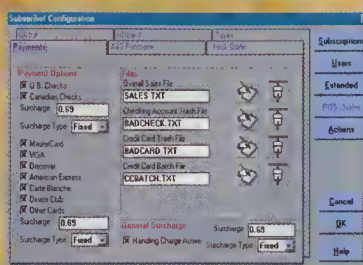 Subscriber Configuration
Payments
Payment Options
U.S. Checks
Canadian Checks
Surcharge 0.69
Surcharge Type Fixed
MasterCard
VISA
Discover
American Express
Carte Blanche
Diners Club
Other Cards
Surcharge 0.69
Surcharge Type Fixed
Files
Overall Sales File
SALES.TXT
Checking Account Trash File
BADCHECK.TXT
Credit Card Trash File
BADCARD.TXT
Credit Card Batch File
CCBATCH.TXT
General Surcharge
Handling Charge Active
Surcharge 0.69
Surcharge Type Fixed
Subscriptions
Users
Extended
Actions
Cancel
OK
Help